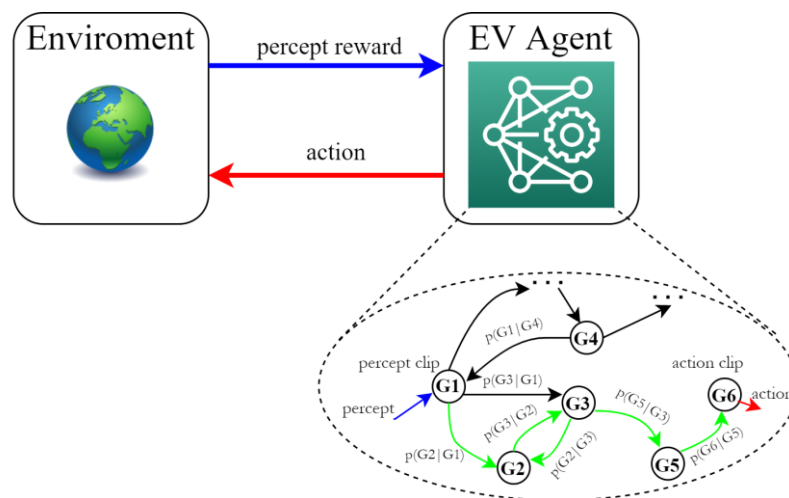 Enviroment
percept reward
EV Agent
action
. . .
. . .
p(G1|G4)
G4
percept clip
action clip
G1
p(G3|G1)
G6
percept
p(G3|G2)
G3
p(G5|G3)
action
p(G2|G1)
p(G2|G3)
p(G6|G5)
G2
G5